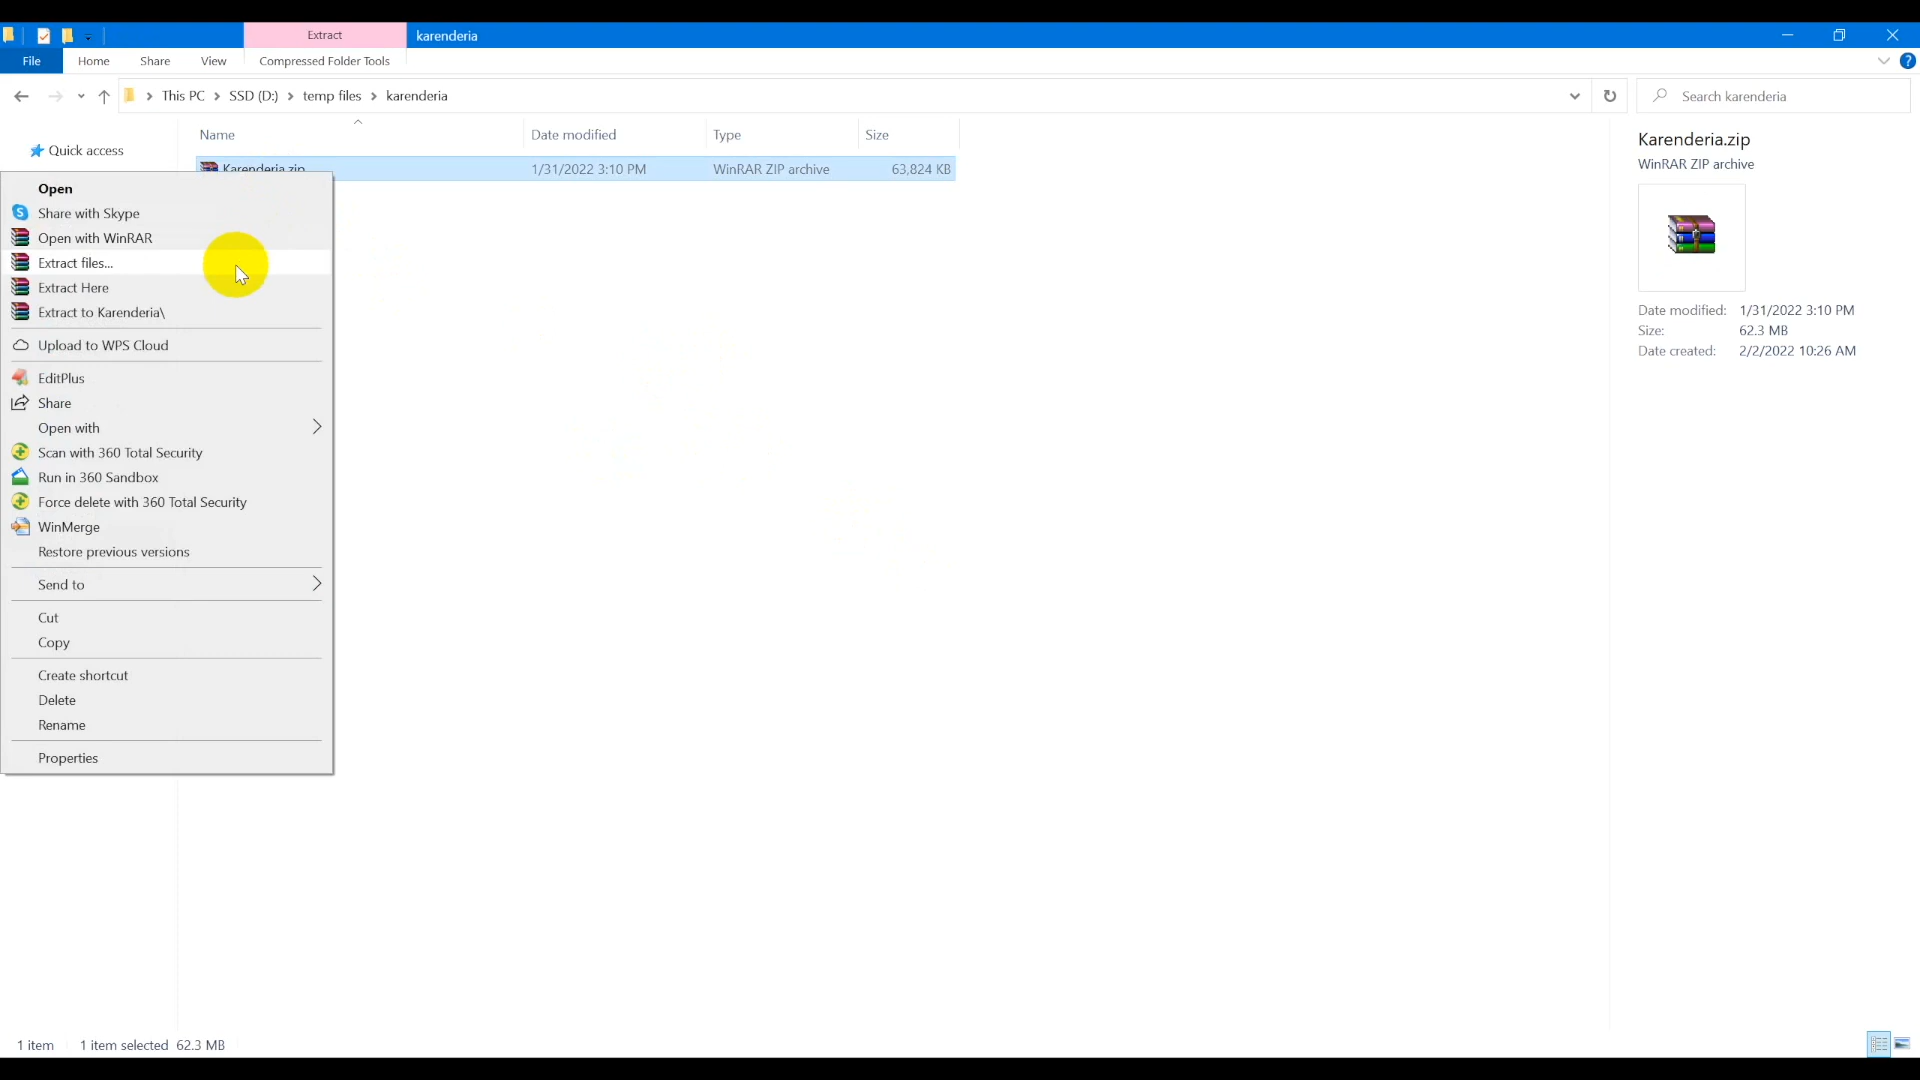 Extract
karenderia
File
Home
Share
View
Compressed Folder Tools
This PC
SSD (D:)
temp files
karenderia
Search karenderia
Quick access
Name
Date modified
Type
Size
Karenderia.zip
1/31/2022 3:10 PM
WinRAR ZIP archive
63,824 KB
Open
Share with Skype
Open with WinRAR
Extract files...
Extract Here
Extract to Karenderia\
Upload to WPS Cloud
EditPlus
Share
Open with
Scan with 360 Total Security
Run in 360 Sandbox
Force delete with 360 Total Security
WinMerge
Restore previous versions
Send to
Cut
Copy
Create shortcut
Delete
Rename
Properties
Karenderia.zip
WinRAR ZIP archive
Date modified: 1/31/2022 3:10 PM
Size: 62.3 MB
Date created: 2/2/2022 10:26 AM
1 item 1 item selected 62.3 MB